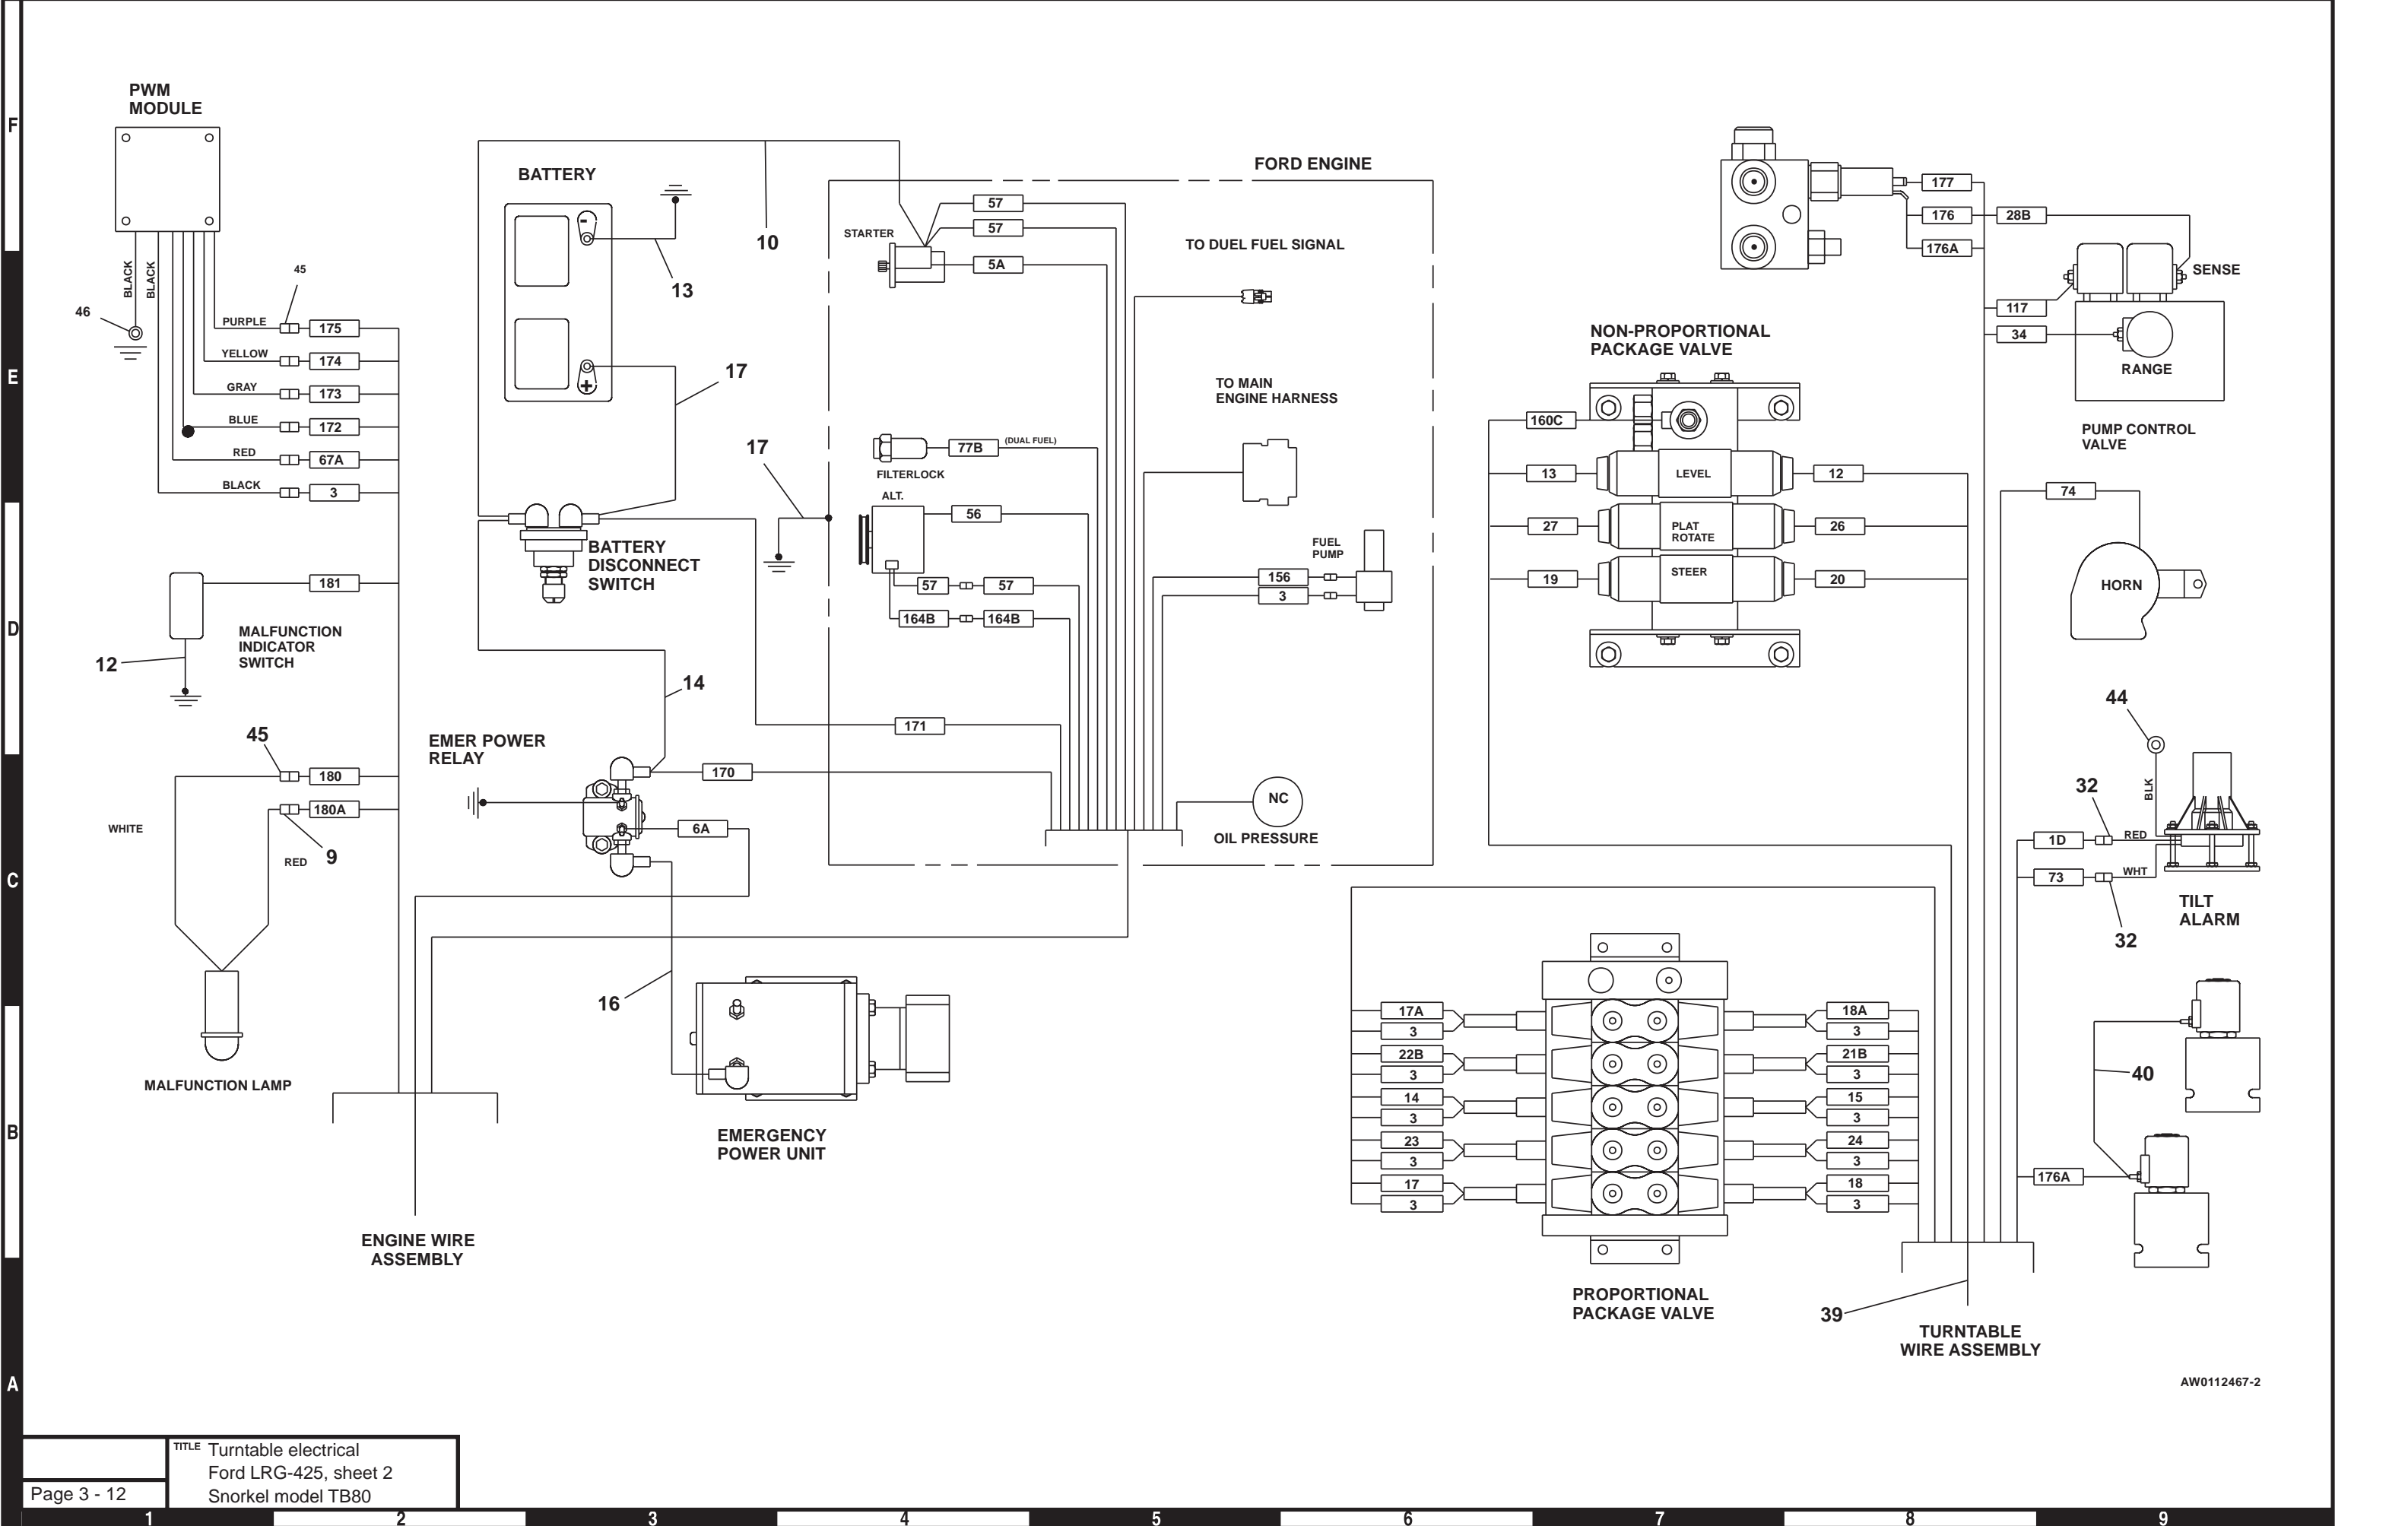 PWM
MODULE
BLACK
BLACK
46
45
PURPLE
175
YELLOW
174
GRAY
173
BLUE
172
RED
67A
BLACK
3
181
MALFUNCTION
INDICATOR
SWITCH
12
45
180
180A
WHITE
RED
9
MALFUNCTION LAMP
BATTERY
-
+
13
10
17
17
BATTERY
DISCONNECT
SWITCH
14
EMER POWER
RELAY
170
171
6A
16
EMERGENCY
POWER UNIT
ENGINE WIRE
ASSEMBLY
FORD ENGINE
STARTER
57
57
5A
TO DUEL FUEL SIGNAL
TO MAIN
ENGINE HARNESS
77B
(DUAL FUEL)
FILTERLOCK
ALT.
56
57
57
164B
164B
FUEL
PUMP
156
3
NC
OIL PRESSURE
NON-PROPORTIONAL
PACKAGE VALVE
160C
13
LEVEL
12
27
PLAT
ROTATE
26
19
STEER
20
177
176
28B
176A
SENSE
117
34
RANGE
PUMP CONTROL
VALVE
74
HORN
44
BLK
32
1D
RED
73
WHT
32
TILT
ALARM
17A
3
22B
3
14
3
23
3
17
3
18A
3
21B
3
15
3
24
3
18
3
PROPORTIONAL
PACKAGE VALVE
40
176A
39
TURNTABLE
WIRE ASSEMBLY
AW0112467-2
TITLE Turntable electrical
Ford LRG-425, sheet 2
Snorkel model TB80
Page 3 - 12
F
E
D
C
B
A
1 2 3 4 5 6 7 8 9